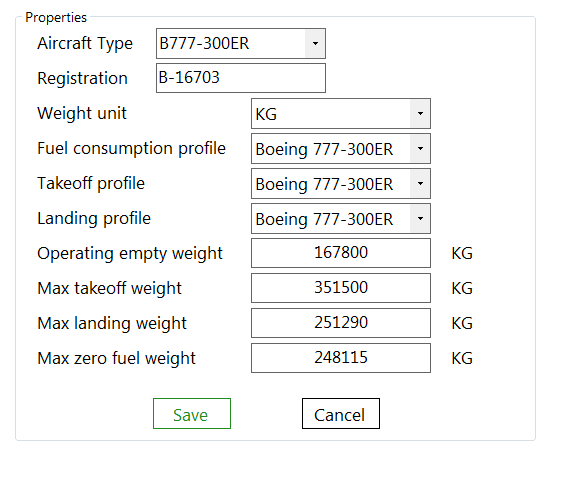 Properties
Aircraft Type B777-300ER
Registration B-16703
Weight unit KG
Fuel consumption profile Boeing 777-300ER
Takeoff profile Boeing 777-300ER
Landing profile Boeing 777-300ER
Operating empty weight 167800 KG
Max takeoff weight 351500 KG
Max landing weight 251290 KG
Max zero fuel weight 248115 KG
Save Cancel